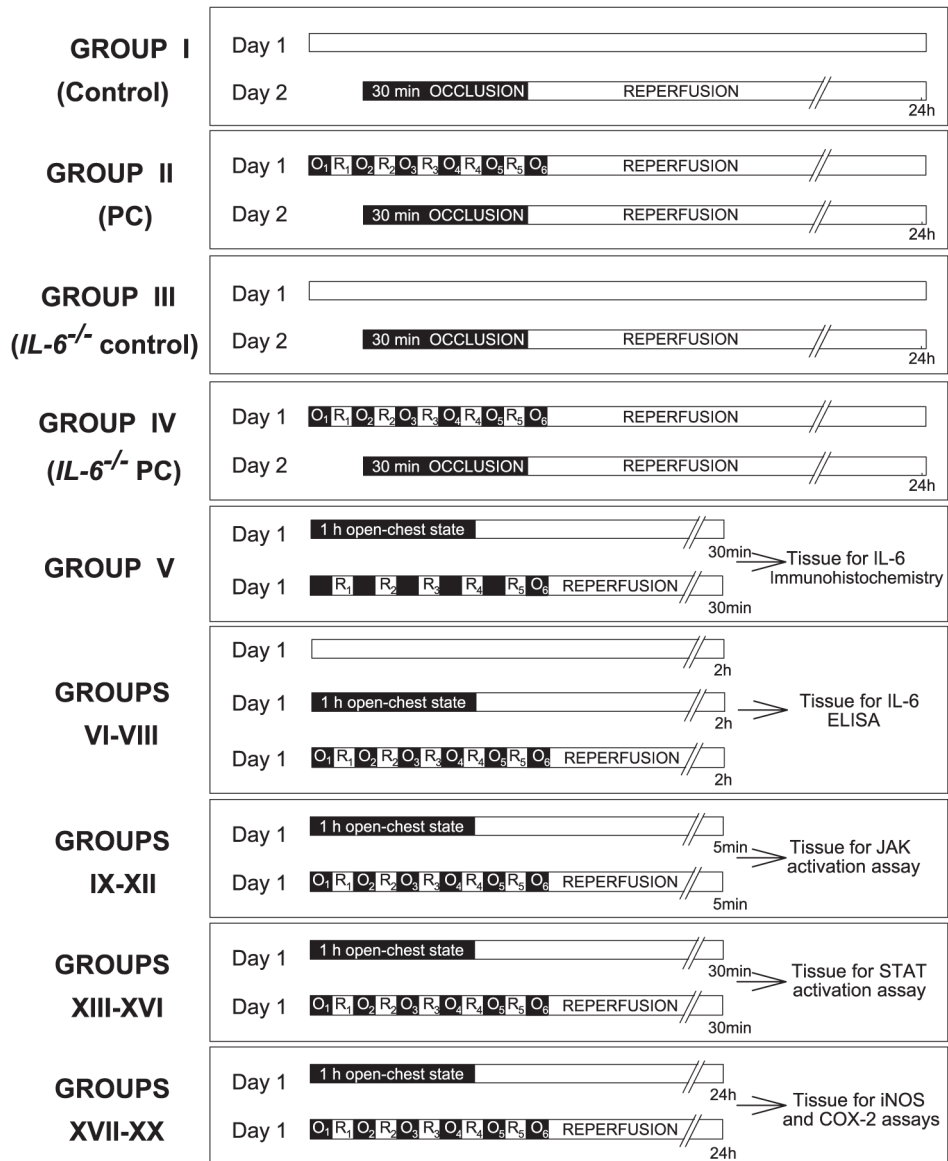 GROUP I
(Control)
Day 1
Day 2
30 min OCCLUSION
REPERFUSION
24h
GROUP II
(PC)
Day 1
O1 R1 O2 R2 O3 R3 O4 R4 O5 R5 O6
REPERFUSION
Day 2
30 min OCCLUSION
REPERFUSION
24h
GROUP III
(IL-6-/- control)
Day 1
Day 2
30 min OCCLUSION
REPERFUSION
24h
GROUP IV
(IL-6-/- PC)
Day 1
O1 R1 O2 R2 O3 R3 O4 R4 O5 R5 O6
REPERFUSION
Day 2
30 min OCCLUSION
REPERFUSION
24h
GROUP V
Day 1
1 h open-chest state
30min
Day 1
R1 R2 R3 R4 R5 O6
REPERFUSION
30min
Tissue for IL-6
Immunohistochemistry
GROUPS
VI-VIII
Day 1
2h
Day 1
1 h open-chest state
2h
Day 1
O1 R1 O2 R2 O3 R3 O4 R4 O5 R5 O6
REPERFUSION
2h
Tissue for IL-6
ELISA
GROUPS
IX-XII
Day 1
1 h open-chest state
5min
Day 1
O1 R1 O2 R2 O3 R3 O4 R4 O5 R5 O6
REPERFUSION
5min
Tissue for JAK
activation assay
GROUPS
XIII-XVI
Day 1
1 h open-chest state
30min
Day 1
O1 R1 O2 R2 O3 R3 O4 R4 O5 R5 O6
REPERFUSION
30min
Tissue for STAT
activation assay
GROUPS
XVII-XX
Day 1
1 h open-chest state
24h
Day 1
O1 R1 O2 R2 O3 R3 O4 R4 O5 R5 O6
REPERFUSION
24h
Tissue for iNOS
and COX-2 assays